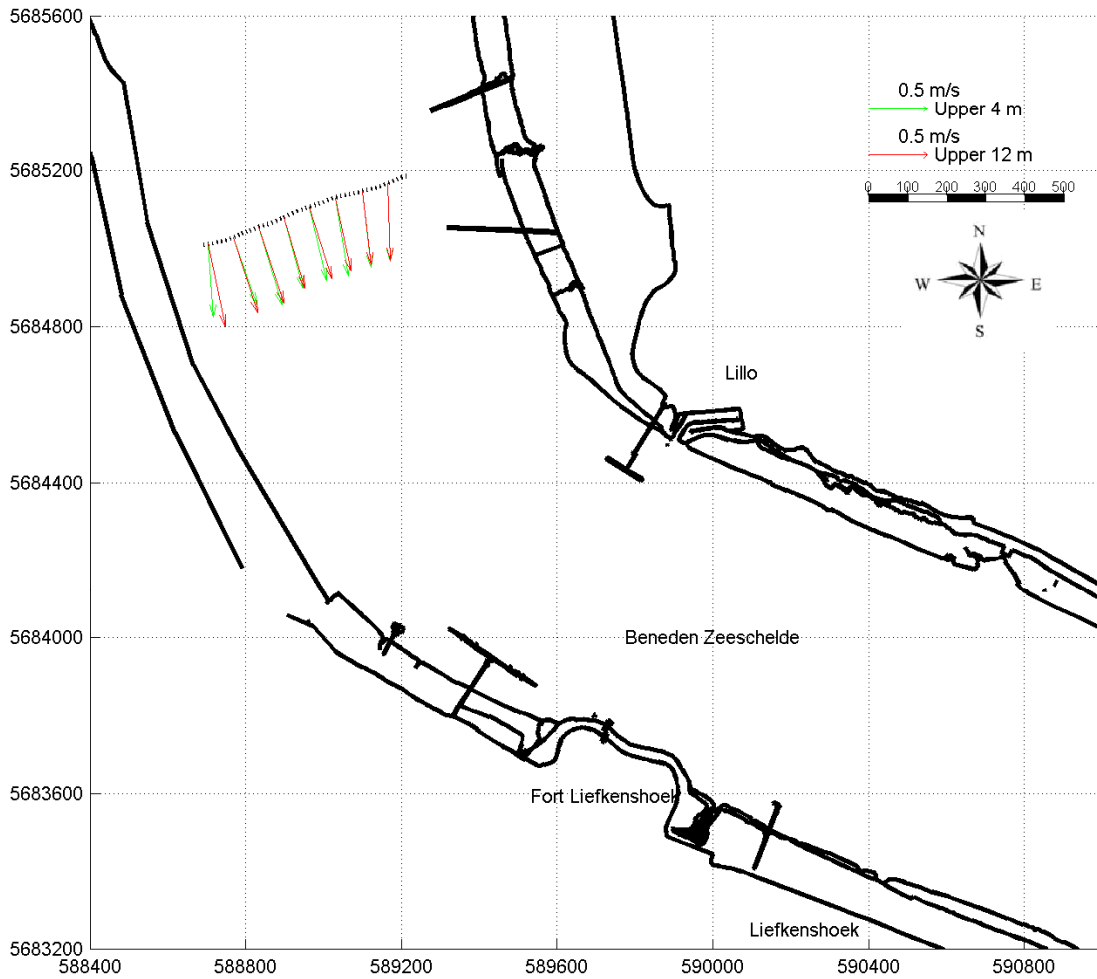 5685600
0.5 m/s
Upper 4 m
0.5 m/s
Upper 12 m
5685200
0 100 200 300 400 500
N
W E
S
5684800
Lillo
5684400
5684000
Beneden Zeeschelde
5683600
Fort Liefkenshoek
Liefkenshoek
5683200
588400 588800 589200 589600 590000 590400 590800